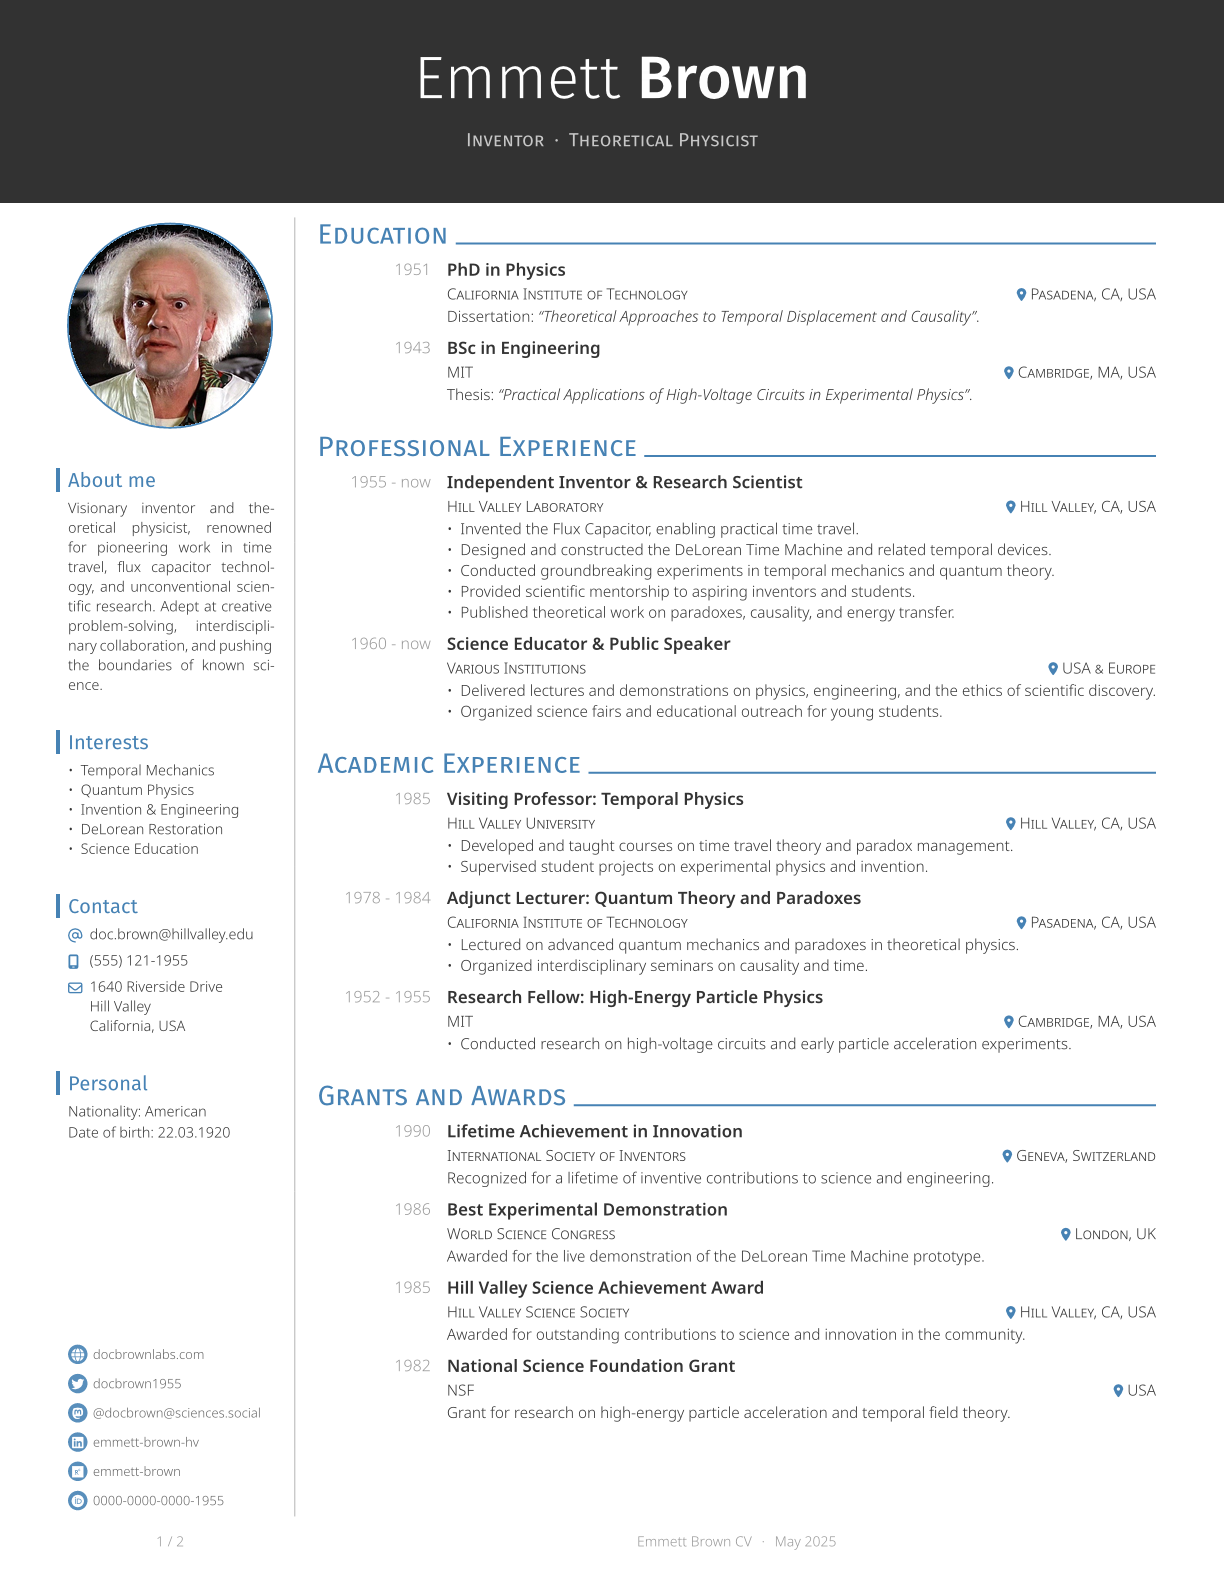 Emmett Brown
Inventor · Theoretical Physicist
About me
Visionary inventor and the-
oretical physicist, renowned
for pioneering work in time
travel, flux capacitor technol-
ogy, and unconventional scien-
tific research. Adept at creative
problem-solving, interdiscipli-
nary collaboration, and pushing
the boundaries of known sci-
ence.
Interests
• Temporal Mechanics
• Quantum Physics
• Invention & Engineering
• DeLorean Restoration
• Science Education
Contact
doc.brown@hillvalley.edu
(555) 121-1955
1640 Riverside Drive
Hill Valley
California, USA
Personal
Nationality: American
Date of birth: 22.03.1920
docbrownlabs.com
docbrown1955
@docbrown@sciences.social
emmett-brown-hv
emmett-brown
0000-0000-0000-1955
Education
1951 PhD in Physics
California Institute of Technology Pasadena, CA, USA
Dissertation: “Theoretical Approaches to Temporal Displacement and Causality”.
1943 BSc in Engineering
MIT Cambridge, MA, USA
Thesis: “Practical Applications of High-Voltage Circuits in Experimental Physics”.
Professional Experience
1955 - now Independent Inventor & Research Scientist
Hill Valley Laboratory Hill Valley, CA, USA
• Invented the Flux Capacitor, enabling practical time travel.
• Designed and constructed the DeLorean Time Machine and related temporal devices.
• Conducted groundbreaking experiments in temporal mechanics and quantum theory.
• Provided scientific mentorship to aspiring inventors and students.
• Published theoretical work on paradoxes, causality, and energy transfer.
1960 - now Science Educator & Public Speaker
Various Institutions USA & Europe
• Delivered lectures and demonstrations on physics, engineering, and the ethics of scientific discovery.
• Organized science fairs and educational outreach for young students.
Academic Experience
1985 Visiting Professor: Temporal Physics
Hill Valley University Hill Valley, CA, USA
• Developed and taught courses on time travel theory and paradox management.
• Supervised student projects on experimental physics and invention.
1978 - 1984 Adjunct Lecturer: Quantum Theory and Paradoxes
California Institute of Technology Pasadena, CA, USA
• Lectured on advanced quantum mechanics and paradoxes in theoretical physics.
• Organized interdisciplinary seminars on causality and time.
1952 - 1955 Research Fellow: High-Energy Particle Physics
MIT Cambridge, MA, USA
• Conducted research on high-voltage circuits and early particle acceleration experiments.
Grants and Awards
1990 Lifetime Achievement in Innovation
International Society of Inventors Geneva, Switzerland
Recognized for a lifetime of inventive contributions to science and engineering.
1986 Best Experimental Demonstration
World Science Congress London, UK
Awarded for the live demonstration of the DeLorean Time Machine prototype.
1985 Hill Valley Science Achievement Award
Hill Valley Science Society Hill Valley, CA, USA
Awarded for outstanding contributions to science and innovation in the community.
1982 National Science Foundation Grant
NSF USA
Grant for research on high-energy particle acceleration and temporal field theory.
1 / 2
Emmett Brown CV · May 2025